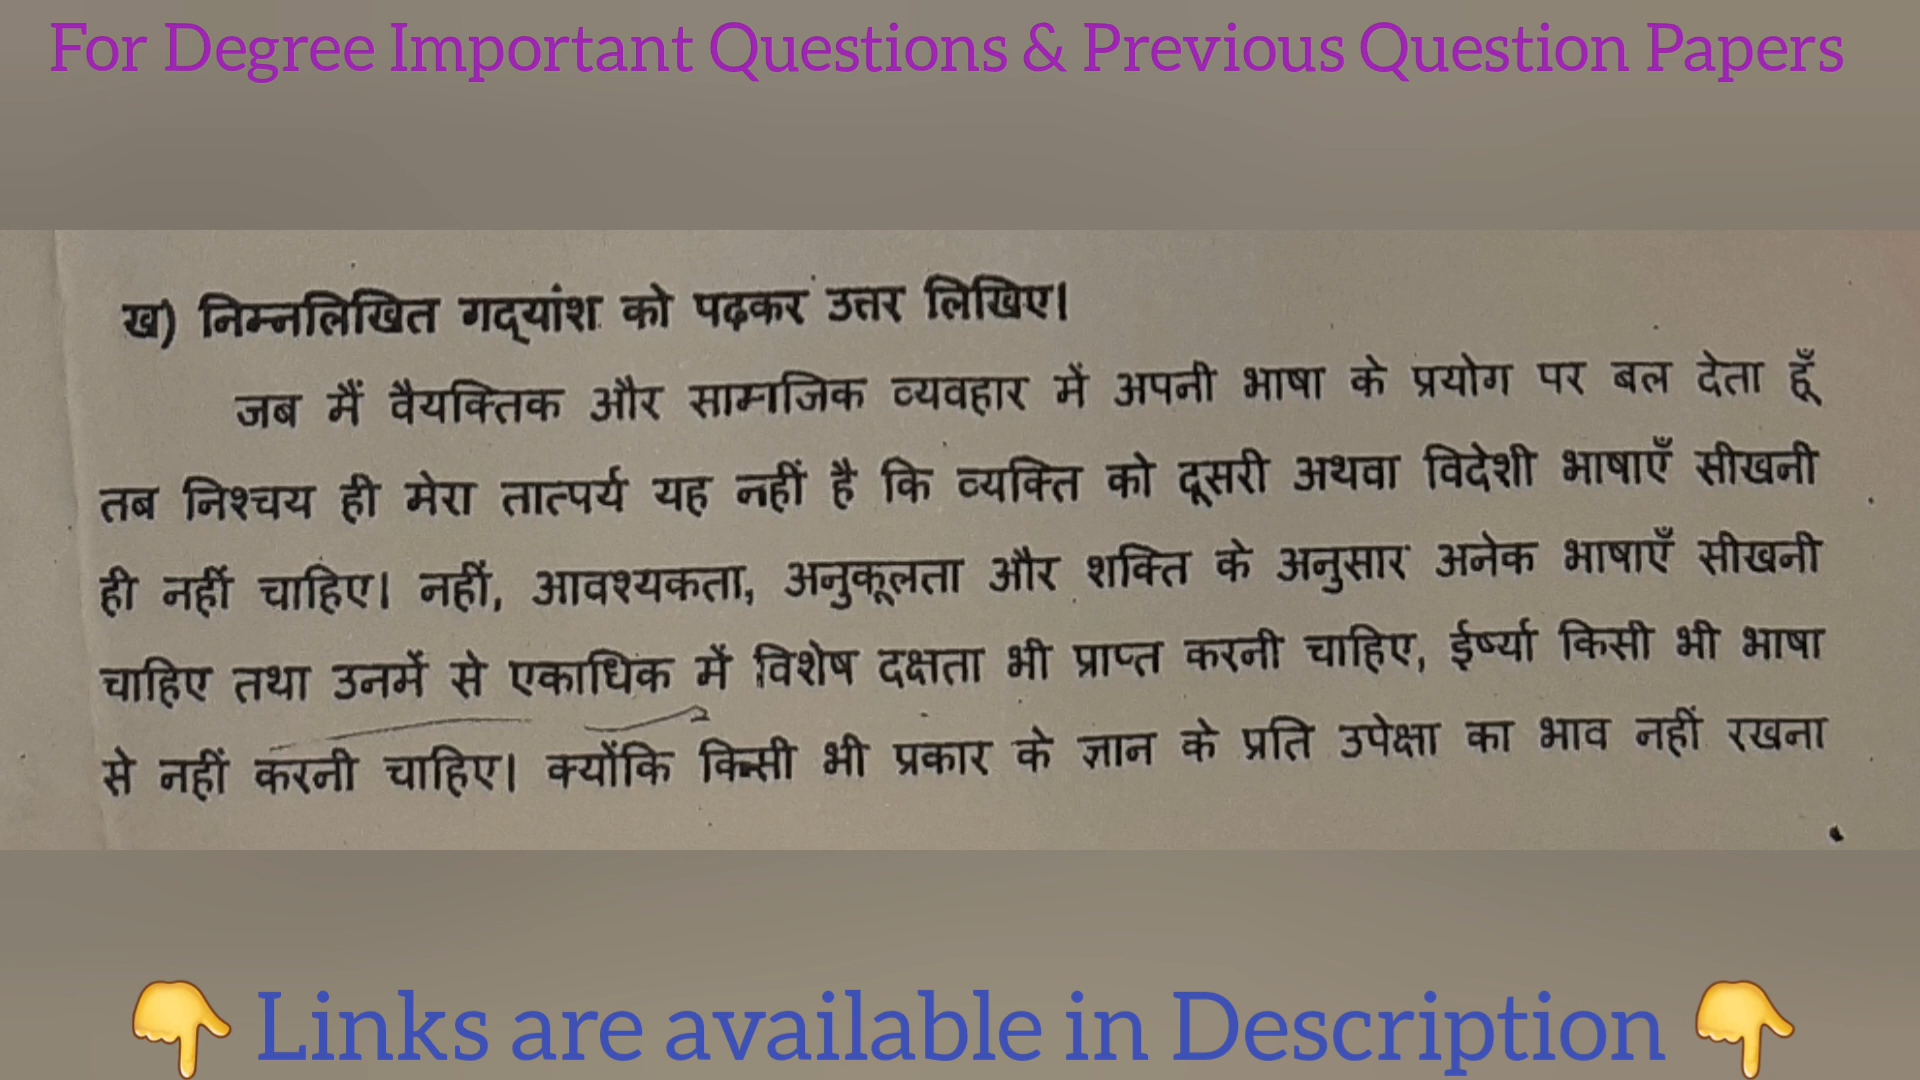 For Degree Important Questions & Previous Question Papers
ख) निम्नलिखित गद्यांश को पढ़कर उत्तर लिखिए।
जब मैं वैयक्तिक और सामाजिक व्यवहार में अपनी भाषा के प्रयोग पर बल देता हूँ
तब निश्चय ही मेरा तात्पर्य यह नहीं है कि व्यक्ति को दूसरी अथवा विदेशी भाषाएँ सीखनी
ही नहीं चाहिए। नहीं, आवश्यकता, अनुकूलता और शक्ति के अनुसार अनेक भाषाएँ सीखनी
चाहिए तथा उनमें से एकाधिक में विशेष दक्षता भी प्राप्त करनी चाहिए, ईर्ष्या किसी भी भाषा
से नहीं करनी चाहिए। क्योंकि किसी भी प्रकार के ज्ञान के प्रति उपेक्षा का भाव नहीं रखना
👇 Links are available in Description 👇